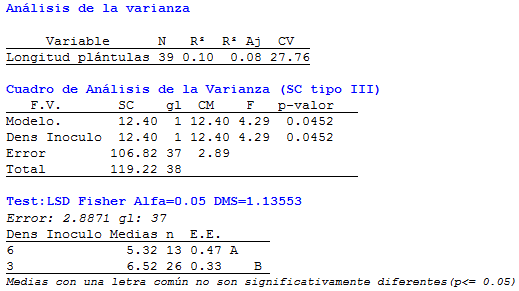 Análisis de la varianza
Variable N R² R² Aj CV
Longitud plántulas 39 0.10 0.08 27.76
Cuadro de Análisis de la Varianza (SC tipo III)
F.V. SC gl CM F p-valor
Modelo. 12.40 1 12.40 4.29 0.0452
Dens Inoculo 12.40 1 12.40 4.29 0.0452
Error 106.82 37 2.89
Total 119.22 38
Test:LSD Fisher Alfa=0.05 DMS=1.13553
Error: 2.8871 gl: 37
Dens Inoculo Medias n E.E.
6 5.32 13 0.47 A
3 6.52 26 0.33 B
Medias con una letra común no son significativamente diferentes(p<= 0.05)